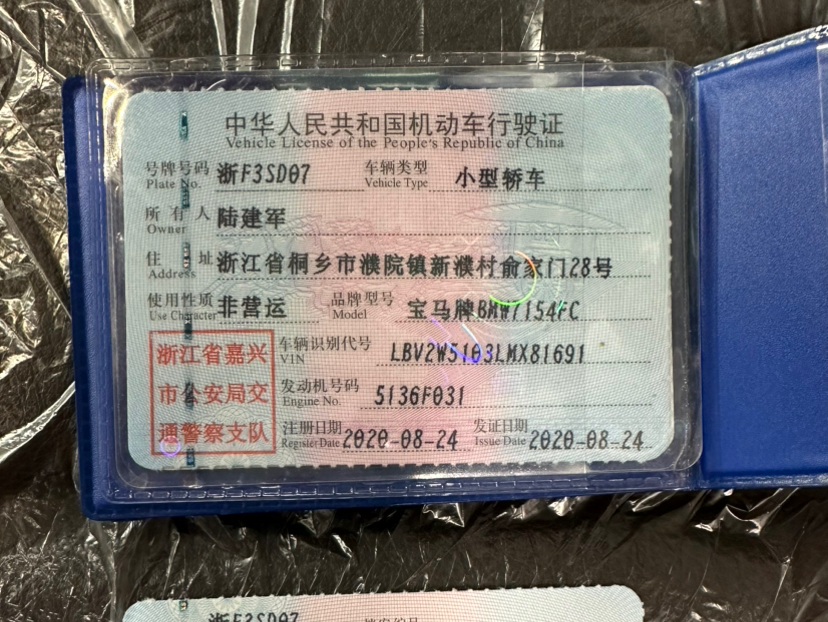 中华人民共和国机动车行驶证
Vehicle License of the People's Republic of China
号牌号码 浙F3SD07 车辆类型 小型轿车
Plate No. Vehicle Type
所有人 陆建军
Owner
住址 浙江省桐乡市濮院镇新濮村俞家门28号
Address
使用性质 非营运 品牌型号 宝马牌BMW7154FC
Use Character Model
浙江省嘉兴
市公安局交
通警察支队
车辆识别代号 LBV2W5103LMX81691
VIN
发动机号码 5136F031
Engine No.
注册日期 2020-08-24 发证日期 2020-08-24
Register Date Issue Date
浙F3SD07